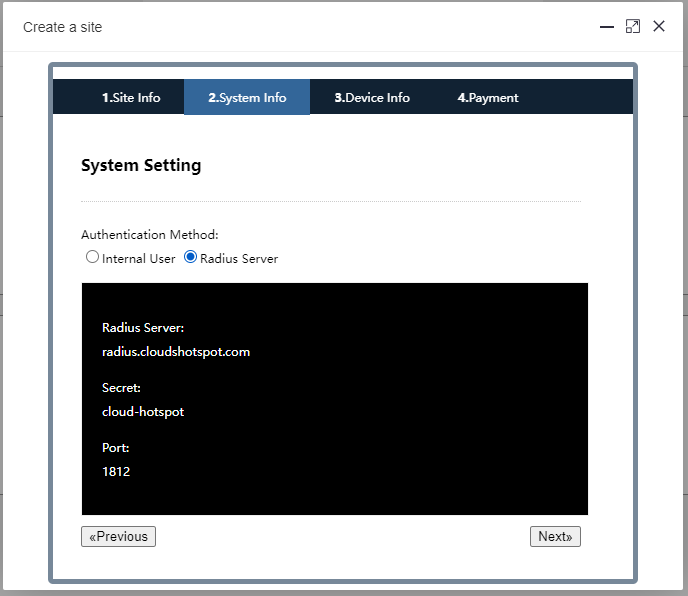 Create a site
1.Site Info 2.System Info 3.Device Info 4.Payment
System Setting
Authentication Method:
Internal User Radius Server
Radius Server:
radius.cloudshotspot.com
Secret:
cloud-hotspot
Port:
1812
«Previous Next»